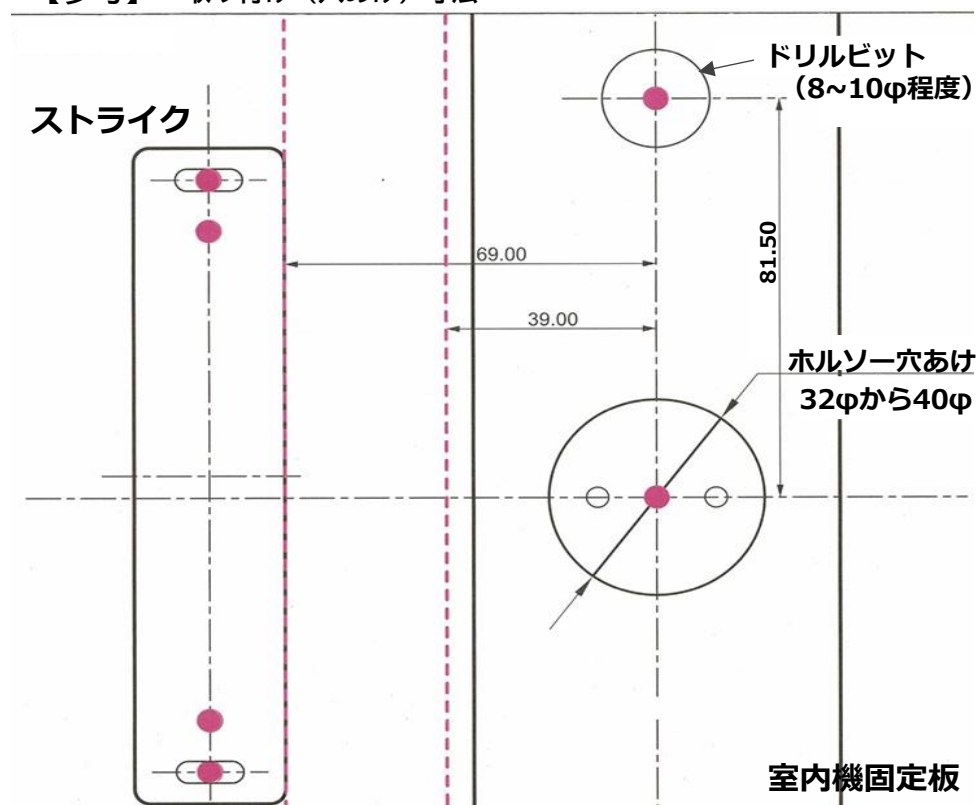 ドリルビット
（8~10φ程度）
ストライク
69.00
81.50
39.00
ホルソー穴あけ
32φから40φ
室内機固定板